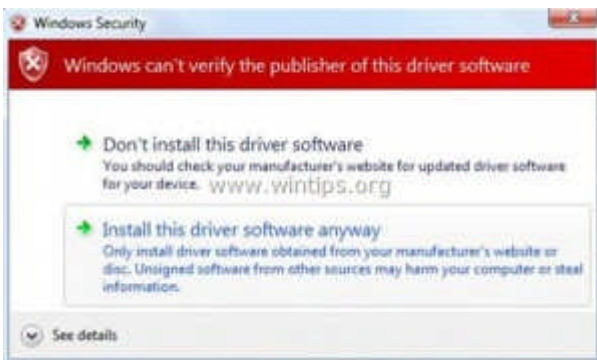 Windows Security
Windows can't verify the publisher of this driver software
Don't install this driver software
You should check your manufacturer's website for updated driver software
for your device.
www.wintips.org
Install this driver software anyway
Only install driver software obtained from your manufacturer's website or
disc. Unsigned software from other sources may harm your computer or steal
information.
See details